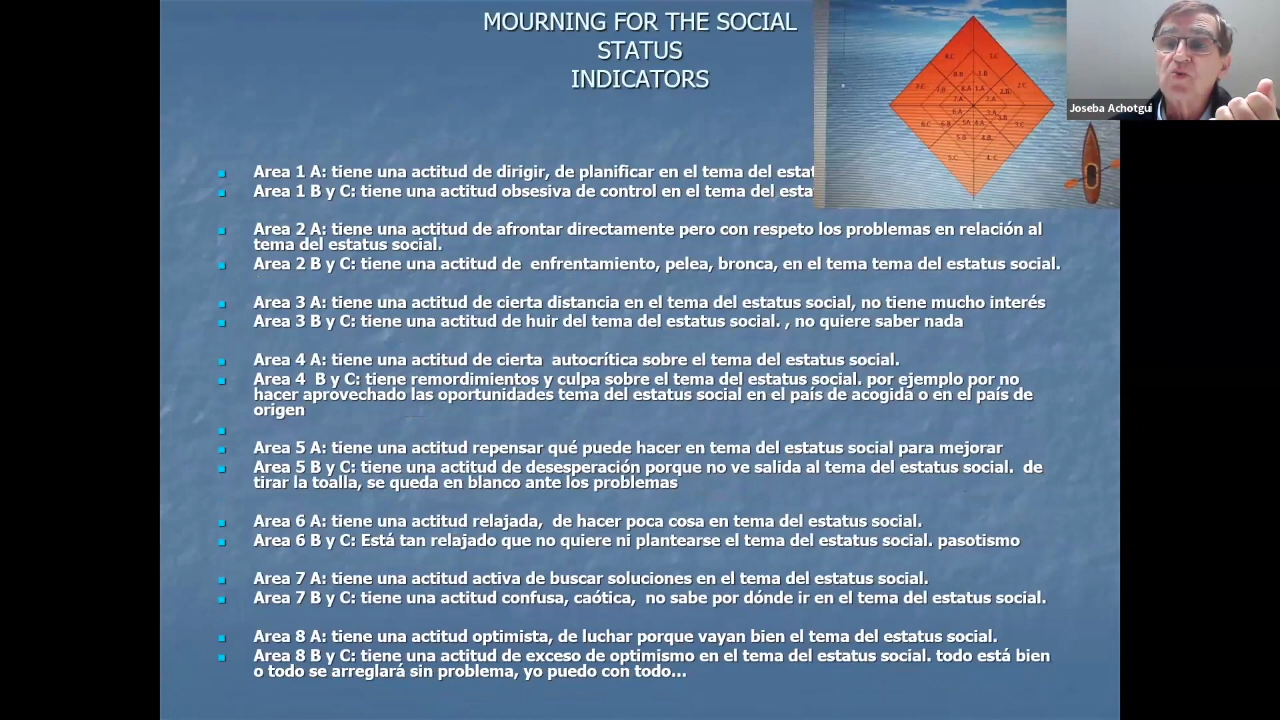 MOURNING FOR THE SOCIAL
STATUS
INDICATORS
Joseba Achotgui
Area 1 A: tiene una actitud de dirigir, de planificar en el tema del estat
Area 1 B y C: tiene una actitud obsesiva de control en el tema del esta
Area 2 A: tiene una actitud de afrontar directamente pero con respeto los problemas en relación al
tema del estatus social.
Area 2 B y C: tiene una actitud de enfrentamiento, pelea, bronca, en el tema tema del estatus social.
Area 3 A: tiene una actitud de cierta distancia en el tema del estatus social, no tiene mucho interés
Area 3 B y C: tiene una actitud de huir del tema del estatus social. , no quiere saber nada
Area 4 A: tiene una actitud de cierta autocrítica sobre el tema del estatus social.
Area 4 B y C: tiene remordimientos y culpa sobre el tema del estatus social. por ejemplo por no
hacer aprovechado las oportunidades tema del estatus social en el país de acogida o en el país de
origen
Area 5 A: tiene una actitud repensar qué puede hacer en tema del estatus social para mejorar
Area 5 B y C: tiene una actitud de desesperación porque no ve salida al tema del estatus social. de
tirar la toalla, se queda en blanco ante los problemas
Area 6 A: tiene una actitud relajada, de hacer poca cosa en tema del estatus social.
Area 6 B y C: Está tan relajado que no quiere ni plantearse el tema del estatus social. pasotismo
Area 7 A: tiene una actitud activa de buscar soluciones en el tema del estatus social.
Area 7 B y C: tiene una actitud confusa, caótica, no sabe por dónde ir en el tema del estatus social.
Area 8 A: tiene una actitud optimista, de luchar porque vayan bien el tema del estatus social.
Area 8 B y C: tiene una actitud de exceso de optimismo en el tema del estatus social. todo está bien
o todo se arreglará sin problema, yo puedo con todo...